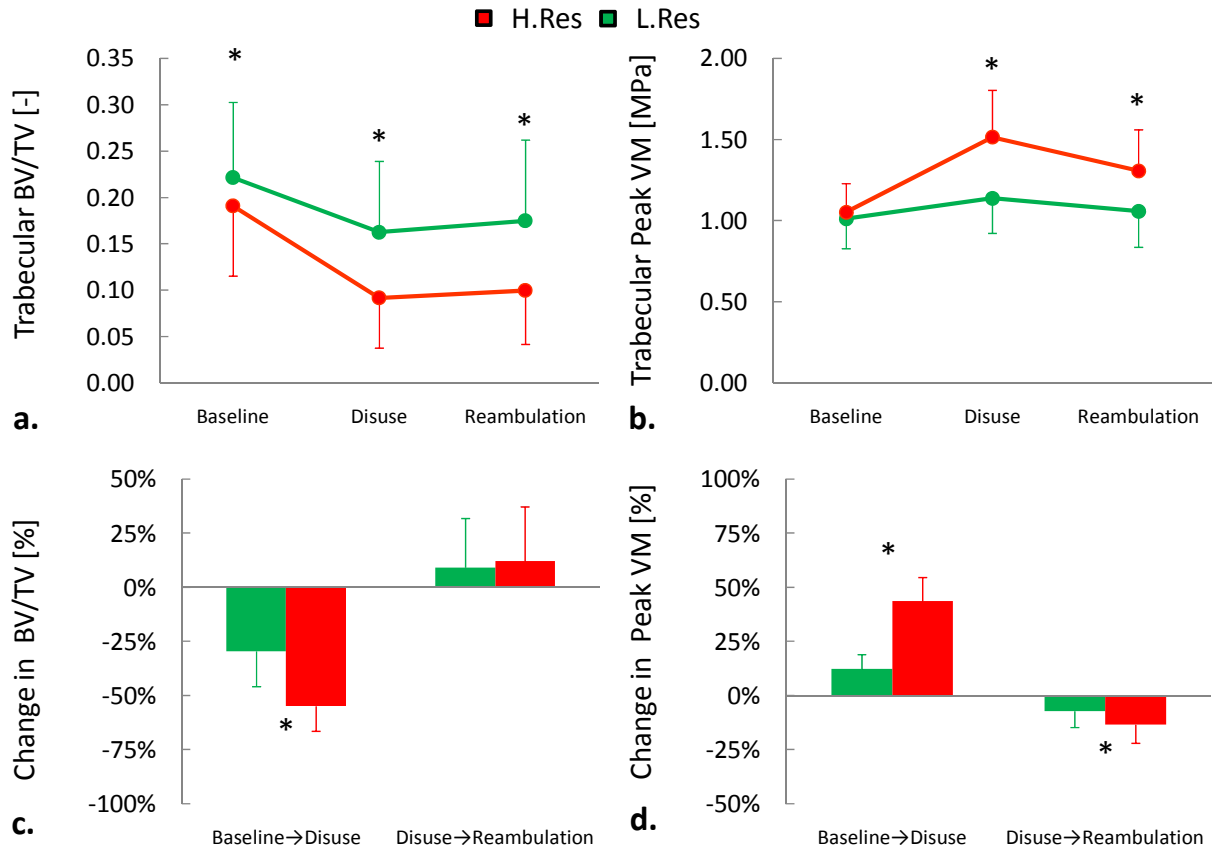 H.Res L.Res
Trabecular BV/TV [-]
0.35
0.30
0.25
0.20
0.15
0.10
0.05
0.00
* * *
Baseline Disuse Reambulation
a.
Trabecular Peak VM [MPa]
2.00
1.50
1.00
0.50
0.00
* *
Baseline Disuse Reambulation
b.
Change in BV/TV [%]
50%
25%
0%
-25%
-50%
-75%
-100%
*
Baseline→Disuse Disuse→Reambulation
c.
Change in Peak VM [%]
100%
75%
50%
25%
0%
-25%
-50%
* *
Baseline→Disuse Disuse→Reambulation
d.